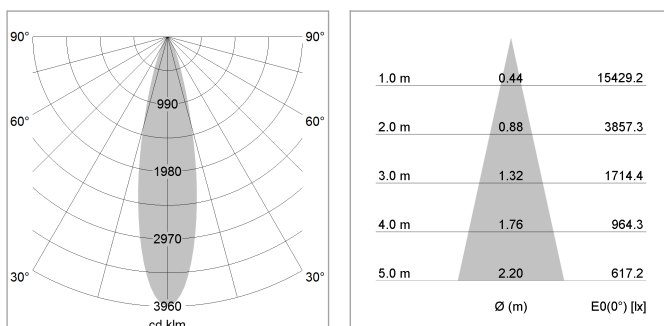 90°
90°
990
60°
60°
1980
2970
30°
30°
3960
cd klm
1.0 m 0.44 15429.2
2.0 m 0.88 3857.3
3.0 m 1.32 1714.4
4.0 m 1.76 964.3
5.0 m 2.20 617.2
Ø (m) E0(0°) [lx]